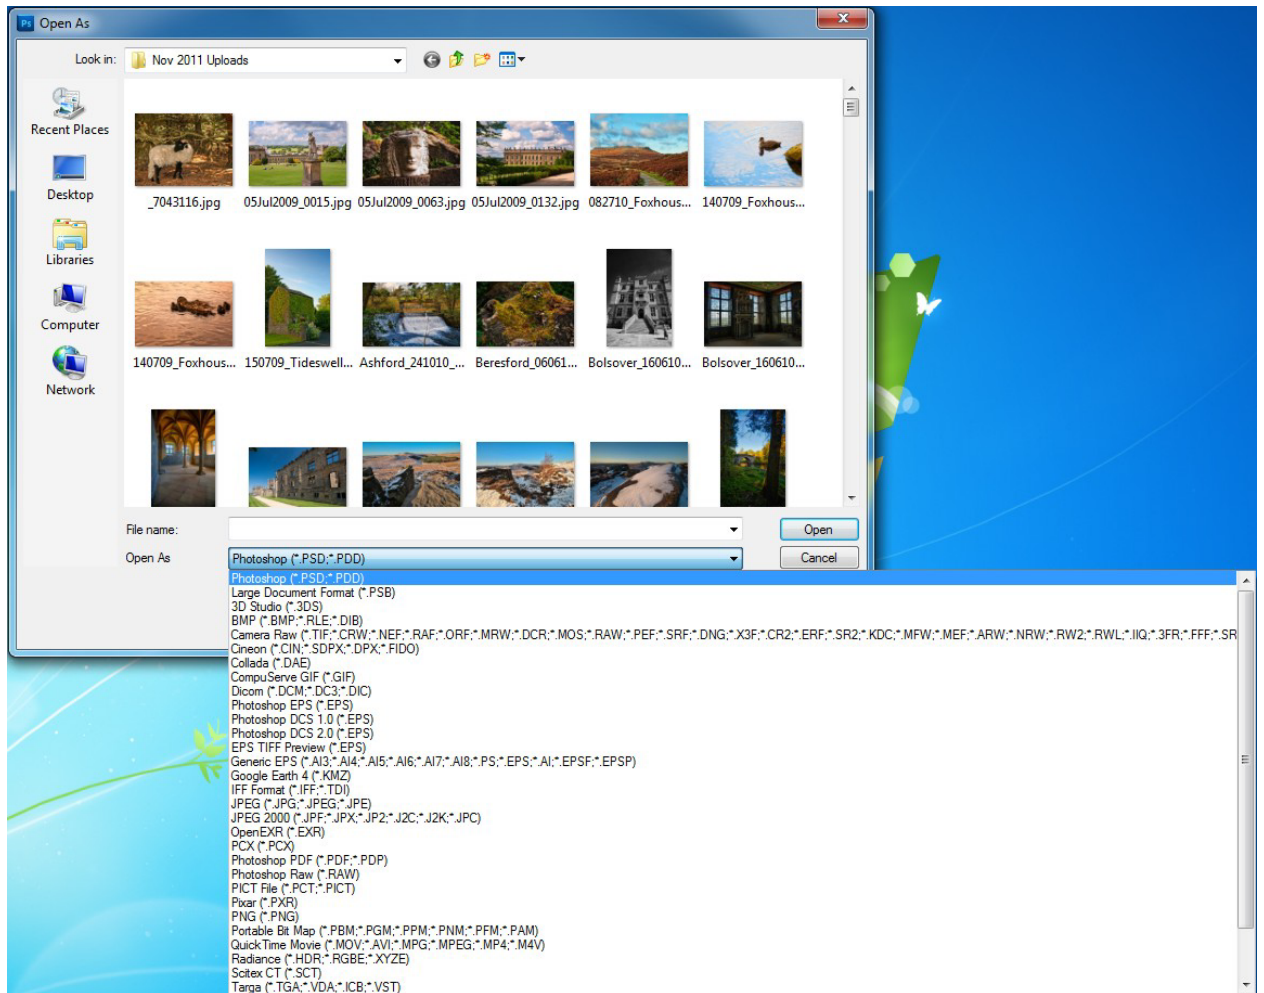 Ps Open As
x
Look in: Nov 2011 Uploads
Recent Places
Desktop
Libraries
Computer
Network
_7043116.jpg 05Jul2009_0015.jpg 05Jul2009_0063.jpg 05Jul2009_0132.jpg 082710_Foxhous... 140709_Foxhous...
140709_Foxhous... 150709_Tideswell... Ashford_241010_... Beresford_06061... Bolsover_160610... Bolsover_160610...
File name: Open
Open As Photoshop (*.PSD;*.PDD) Cancel
Photoshop (*.PSD;*.PDD)
Large Document Format (*.PSB)
3D Studio (*.3DS)
BMP (*.BMP;*.RLE;*.DIB)
Camera Raw (*.TIF;*.CRW;*.NEF;*.RAF;*.ORF;*.MRW;*.DCR;*.MOS;*.RAW;*.PEF;*.SRF;*.DNG;*.X3F;*.CR2;*.ERF;*.SR2;*.KDC;*.MFW;*.MEF;*.ARW;*.NRW;*.RW2;*.RWL;*.IIQ;*.3FR;*.FFF;*.SR
Cineon (*.CIN;*.SDPX;*.DPX;*.FIDO)
Collada (*.DAE)
CompuServe GIF (*.GIF)
Dicom (*.DCM;*.DC3;*.DIC)
Photoshop EPS (*.EPS)
Photoshop DCS 1.0 (*.EPS)
Photoshop DCS 2.0 (*.EPS)
EPS TIFF Preview (*.EPS)
Generic EPS (*.AI3;*.AI4;*.AI5;*.AI6;*.AI7;*.AI8;*.PS;*.EPS;*.AI;*.EPSF;*.EPSP)
Google Earth 4 (*.KMZ)
IFF Format (*.IFF;*.TDI)
JPEG (*.JPG;*.JPEG;*.JPE)
JPEG 2000 (*.JPF;*.JPX;*.JP2;*.J2C;*.J2K;*.JPC)
OpenEXR (*.EXR)
PCX (*.PCX)
Photoshop PDF (*.PDF;*.PDP)
Photoshop Raw (*.RAW)
PICT File (*.PCT;*.PICT)
Pixar (*.PXR)
PNG (*.PNG)
Portable Bit Map (*.PBM;*.PGM;*.PPM;*.PNM;*.PFM;*.PAM)
QuickTime Movie (*.MOV;*.AVI;*.MPG;*.MPEG;*.MP4;*.M4V)
Radiance (*.HDR;*.RGBE;*.XYZE)
Scitex CT (*.SCT)
Targa (*.TGA;*.VDA;*.ICB;*.VST)